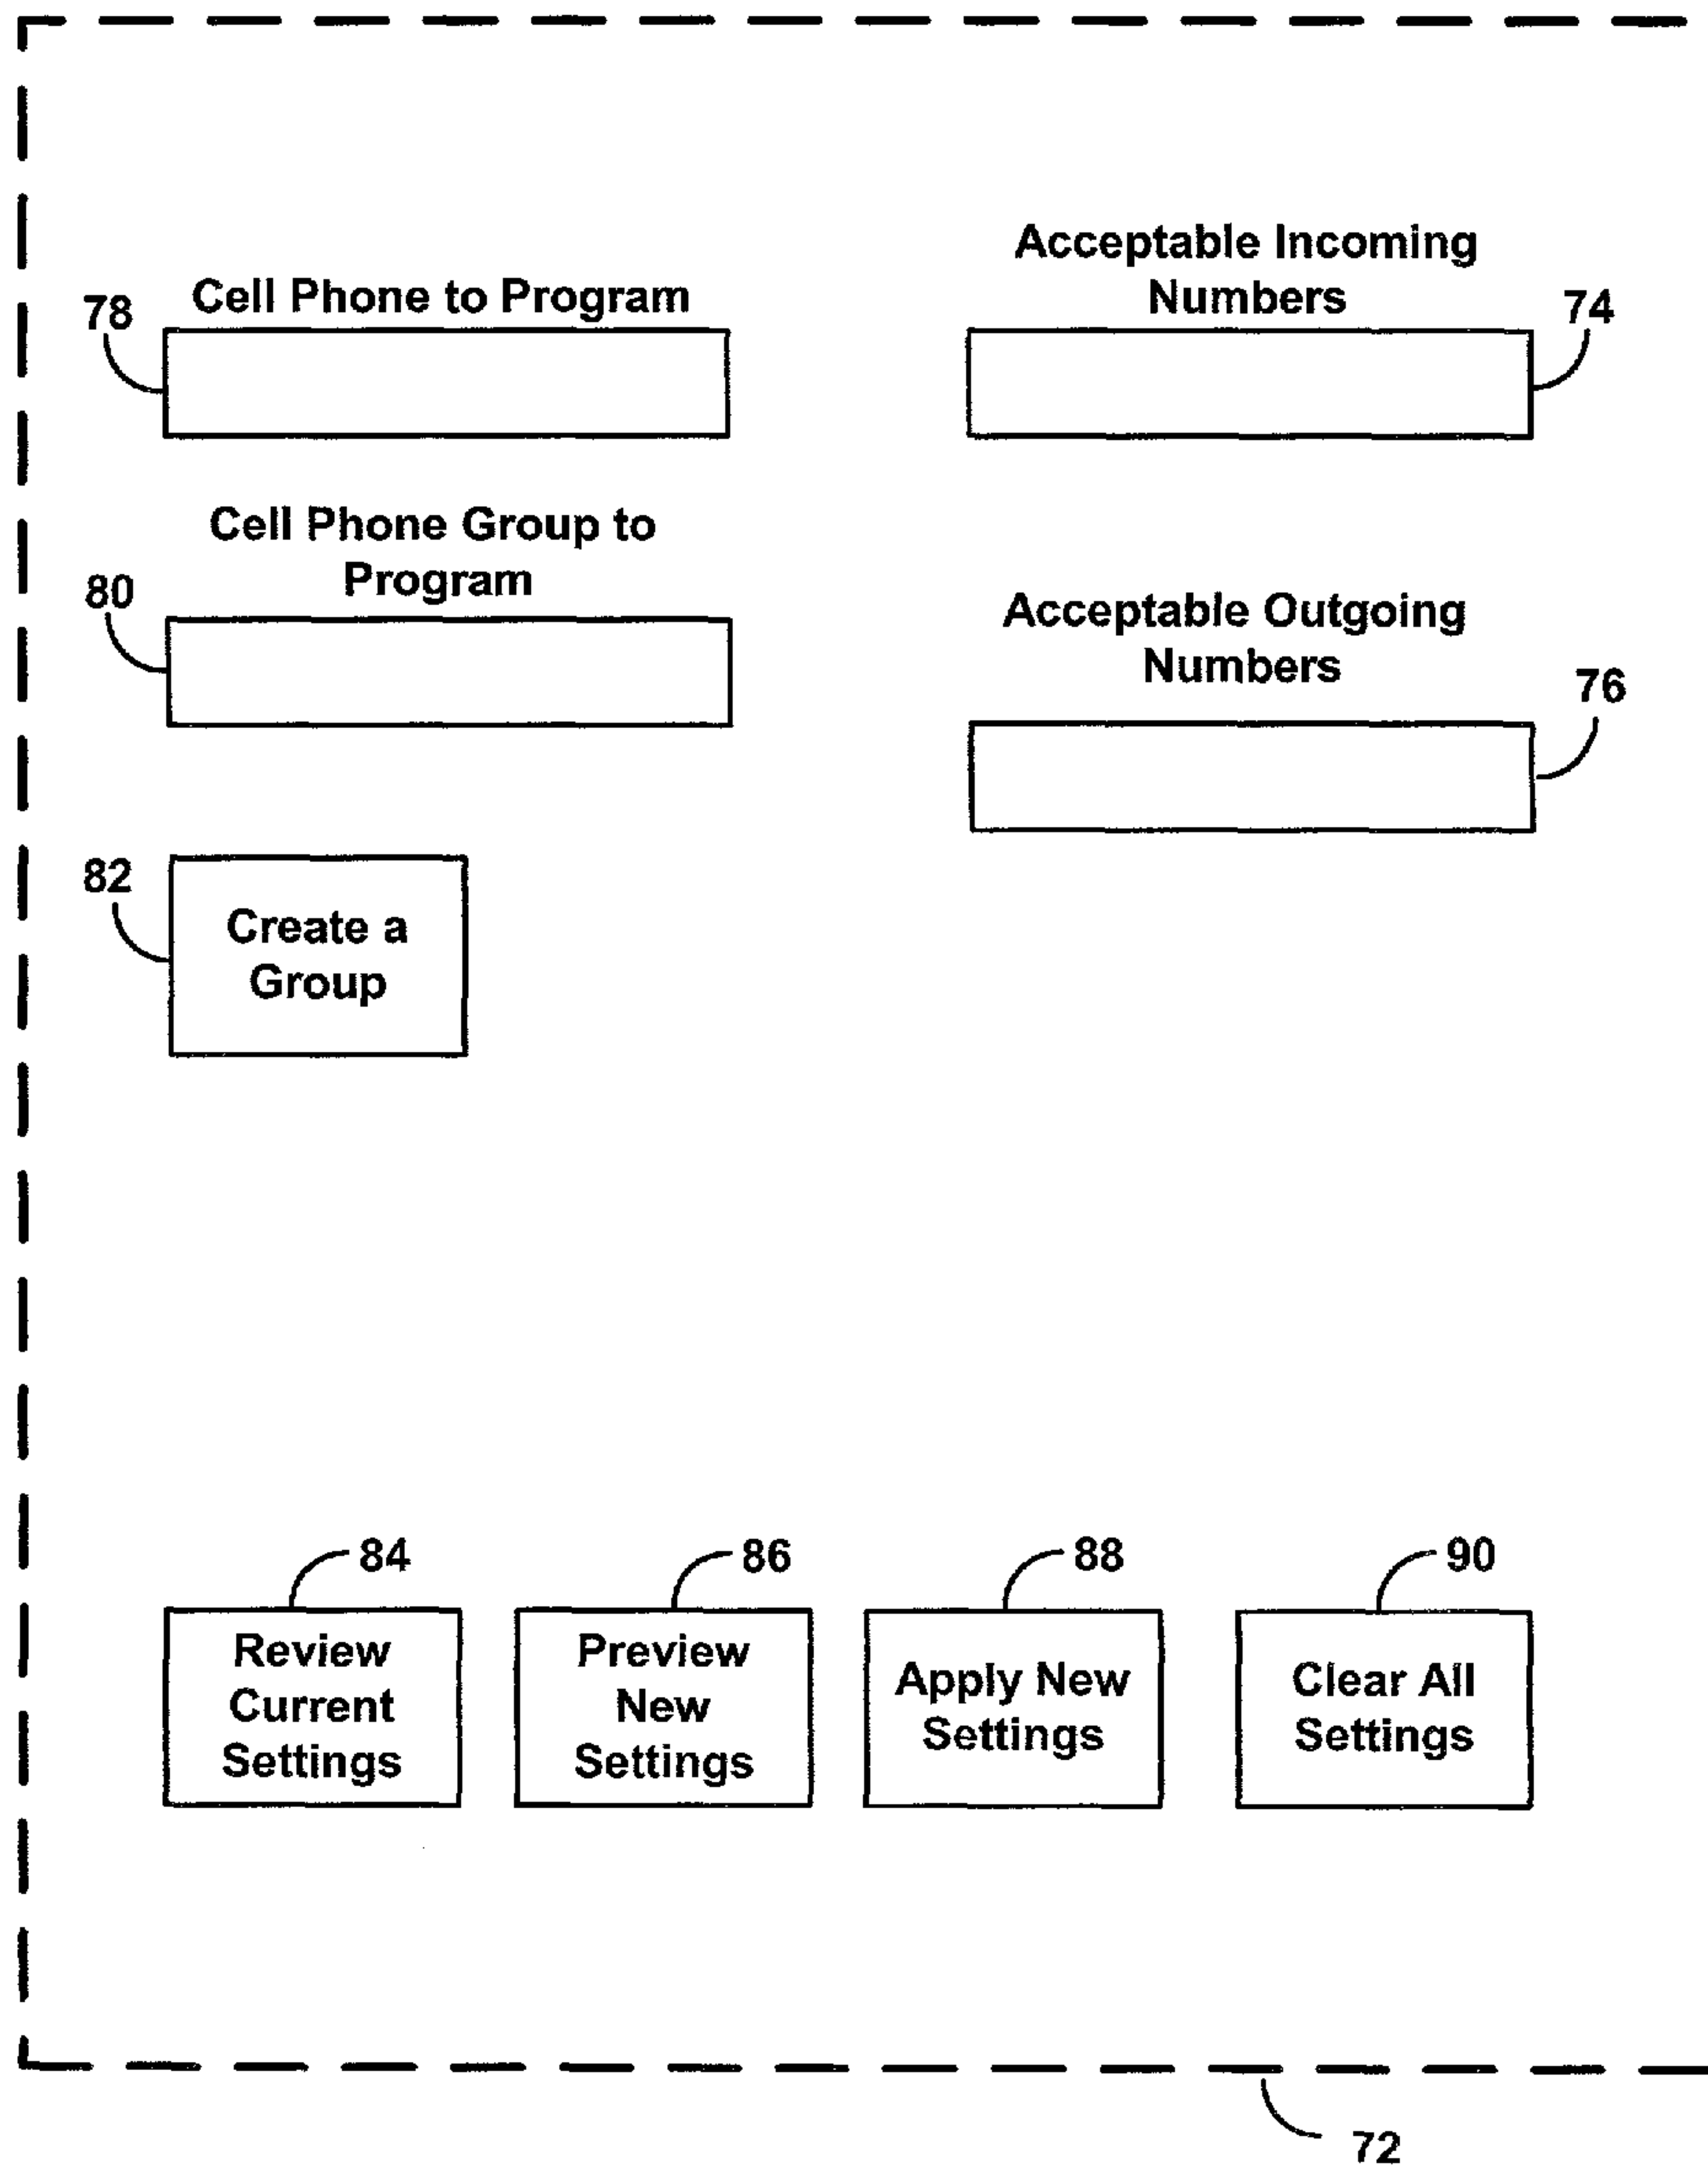 Cell Phone to Program
78
Acceptable Incoming
Numbers
74
Cell Phone Group to
Program
80
Acceptable Outgoing
Numbers
76
82
Create a
Group
84
Review
Current
Settings
86
Preview
New
Settings
88
Apply New
Settings
90
Clear All
Settings
72